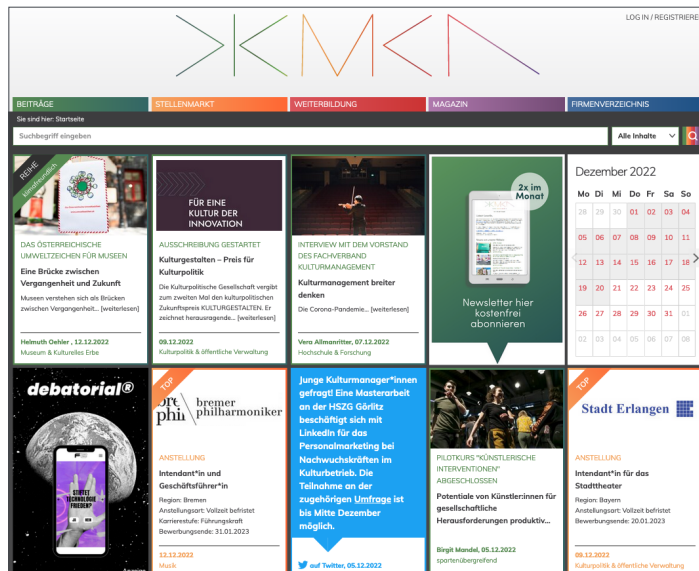 LOG IN / REGISTRIERE
BEITRÄGE
STELLENMARKT
WEITERBILDUNG
MAGAZIN
FIRMENVERZEICHNIS
Sie sind hier: Startseite
Suchbegriff eingeben
Alle Inhalte
REIHE
klimafreundlich
DAS ÖSTERREICHISCHE
UMWELTZEICHEN FÜR MUSEEN
Eine Brücke zwischen
Vergangenheit und Zukunft
Museen verstehen sich als Brücken
zwischen Vergangenheit... [weiterlesen]
Helmuth Oehler , 12.12.2022
Museum & Kulturelles Erbe
FÜR EINE
KULTUR DER
INNOVATION
AUSSCHREIBUNG GESTARTET
Kulturgestalten – Preis für
Kulturpolitik
Die Kulturpolitische Gesellschaft vergibt
zum zweiten Mal den kulturpolitischen
Zukunftspreis KULTURGESTALTEN. Er
zeichnet herausragende... [weiterlesen]
09.12.2022
Kulturpolitik & öffentliche Verwaltung
INTERVIEW MIT DEM VORSTAND
DES FACHVERBAND
KULTURMANAGEMENT
Kulturmanagement breiter
denken
Die Corona-Pandemie... [weiterlesen]
Vera Allmanritter, 07.12.2022
Hochschule & Forschung
2x im
Monat
Newsletter hier
kostenfrei
abonnieren
Dezember 2022
Mo Di Mi Do Fr Sa So
28 29 30 01 02 03 04
05 06 07 08 09 10 11
12 13 14 15 16 17 18
19 20 21 22 23 24 25
26 27 28 29 30 31 01
02 03 04 05 06 07 08
debatorial®
STIFTET
TECHNOLOGIE
FRIEDEN?
JA
NEIN
Anzeige
TOP
bremer
phil philharmoniker
ANSTELLUNG
Intendant*in und
Geschäftsführer*in
Region: Bremen
Anstellungsart: Vollzeit befristet
Karrierestufe: Führungskraft
Bewerbungsende: 31.01.2023
12.12.2022
Musik
Junge Kulturmanager*innen
gefragt! Eine Masterarbeit
an der HSZG Görlitz
beschäftigt sich mit
LinkedIn für das
Personalmarketing bei
Nachwuchskräften im
Kulturbetrieb. Die
Teilnahme an der
zugehörigen Umfrage ist
bis Mitte Dezember
möglich.
auf Twitter, 05.12.2022
PILOTKURS "KÜNSTLERISCHE
INTERVENTIONEN"
ABGESCHLOSSEN
Potentiale von Künstler:innen für
gesellschaftliche
Herausforderungen produktiv...
Birgit Mandel, 05.12.2022
spartenübergreifend
TOP
Stadt Erlangen
ANSTELLUNG
Intendant*in für das
Stadttheater
Region: Bayern
Anstellungsart: Vollzeit befristet
Bewerbungsende: 20.01.2023
09.12.2022
Kulturpolitik & öffentliche Verwaltung